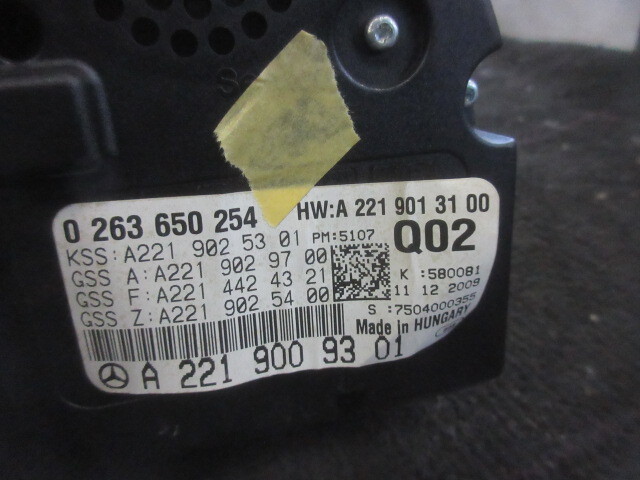 0 263 650 254 HW:A 221 901 31 00
KSS:A221 902 53 01 PM:5107 Q02
GSS A:A221 902 97 00
GSS F:A221 442 43 21 K :580081
GSS Z:A221 902 54 00 11 12 2009
S :7504000355
Made in HUNGARY
A 221 900 93 01